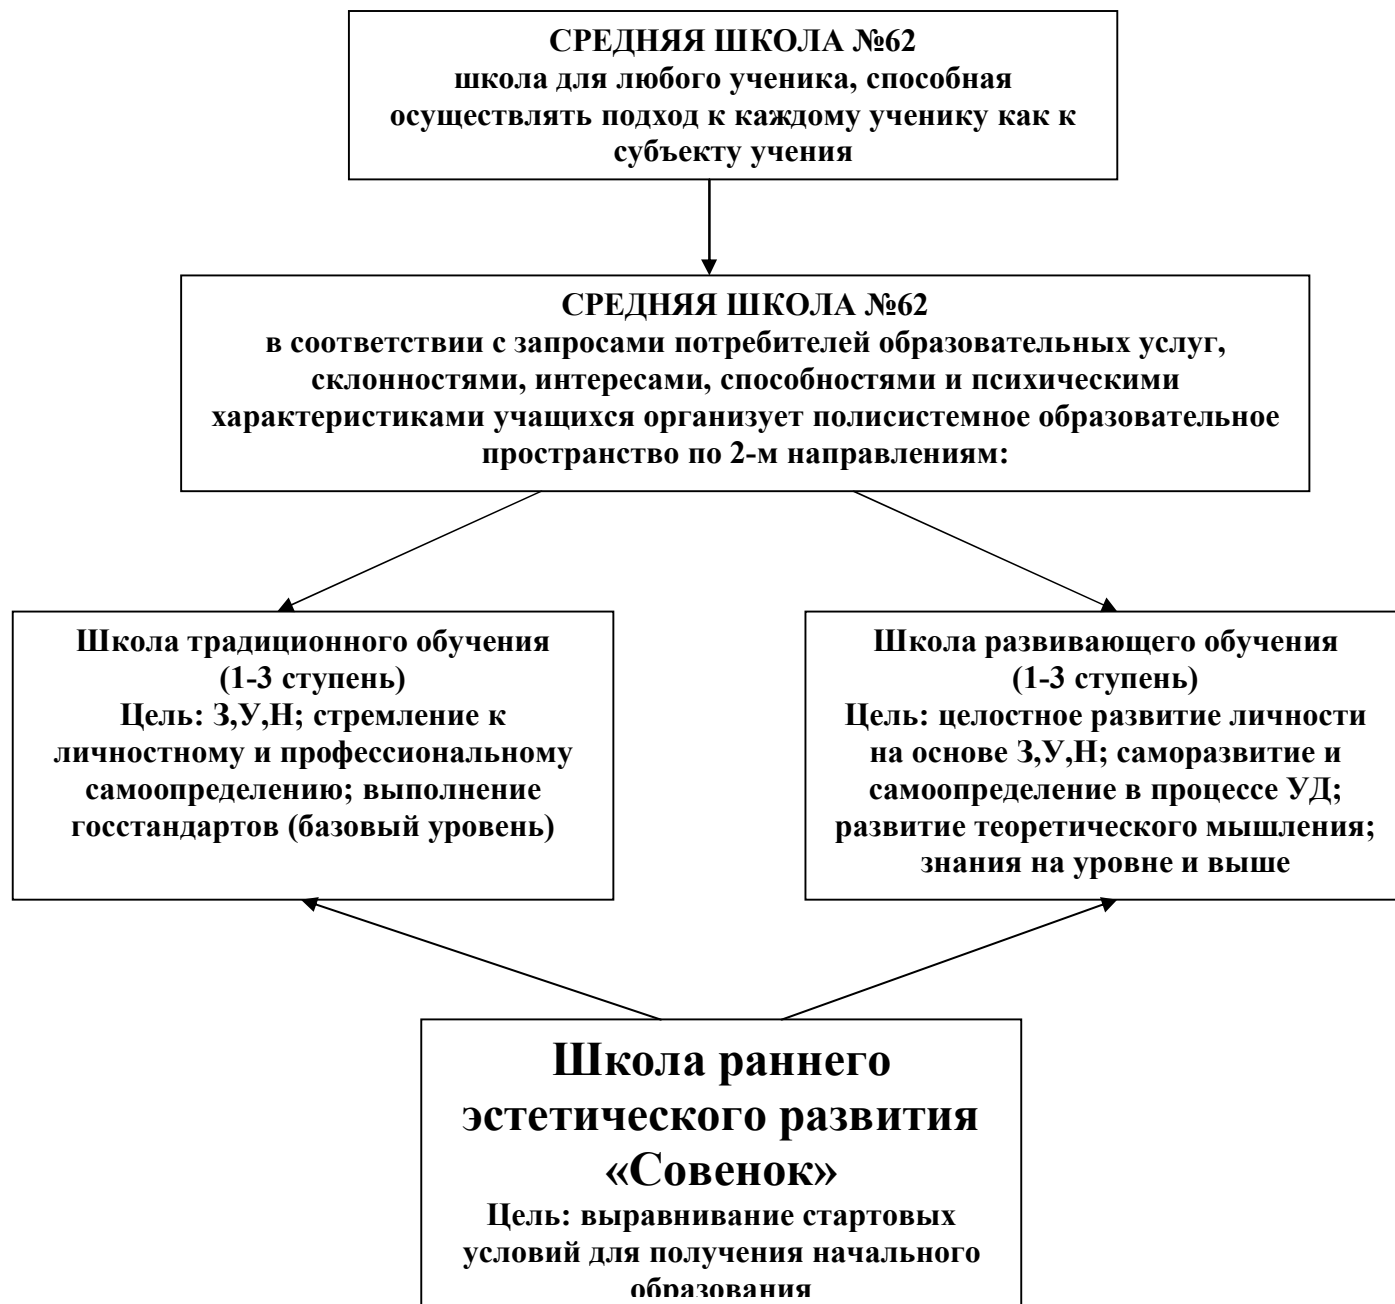 СРЕДНЯЯ ШКОЛА №62
школа для любого ученика, способная
осуществлять подход к каждому ученику как к
субъекту учения
СРЕДНЯЯ ШКОЛА №62
в соответствии с запросами потребителей образовательных услуг,
склонностями, интересами, способностями и психическими
характеристиками учащихся организует полисистемное образовательное
пространство по 2-м направлениям:
Школа традиционного обучения
(1-3 ступень)
Цель: З,У,Н; стремление к
личностному и профессиональному
самоопределению; выполнение
госстандартов (базовый уровень)
Школа развивающего обучения
(1-3 ступень)
Цель: целостное развитие личности
на основе З,У,Н; саморазвитие и
самоопределение в процессе УД;
развитие теоретического мышления;
знания на уровне и выше
Школа раннего
эстетического развития
«Совенок»
Цель: выравнивание стартовых
условий для получения начального
образования